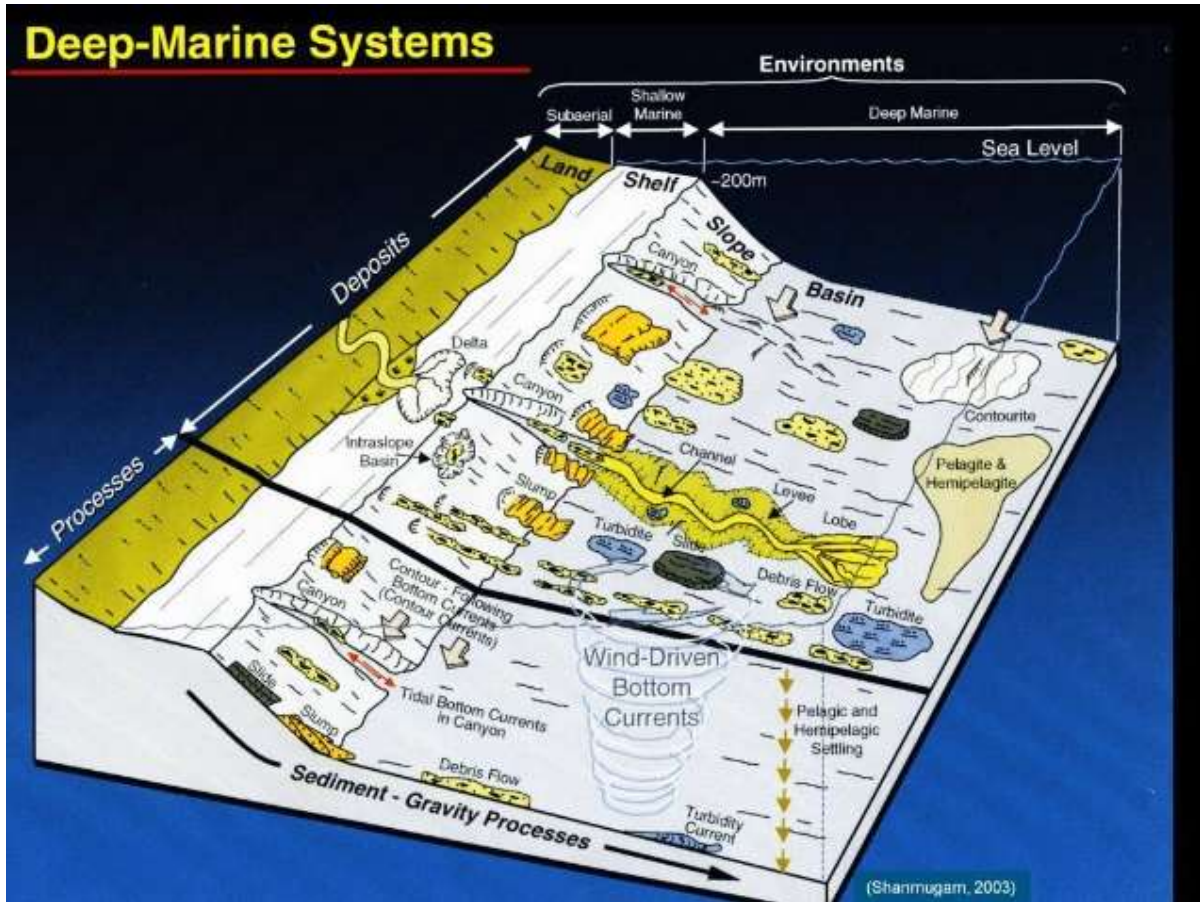 Deep-Marine Systems
Environments
Subaerial
Shallow
Marine
Deep Marine
Sea Level
Land
Shelf
~200m
Slope
Canyon
Basin
Deposits
Delta
Canyon
Contourite
Intraslope
Basin
Channel
Pelagite &
Hemipelagite
Processes
Slump
Levee
Lobe
Turbidite
Slide
Debris Flow
Turbidite
Canyon
Contour - Following
Bottom Currents
(Contour Currents)
Wind-Driven
Bottom
Currents
Slide
Slump
Tidal Bottom Currents
in Canyon
Pelagic and
Hemipelagic
Settling
Debris Flow
Sediment - Gravity Processes
Turbidity
Current
(Shanmugam, 2003)